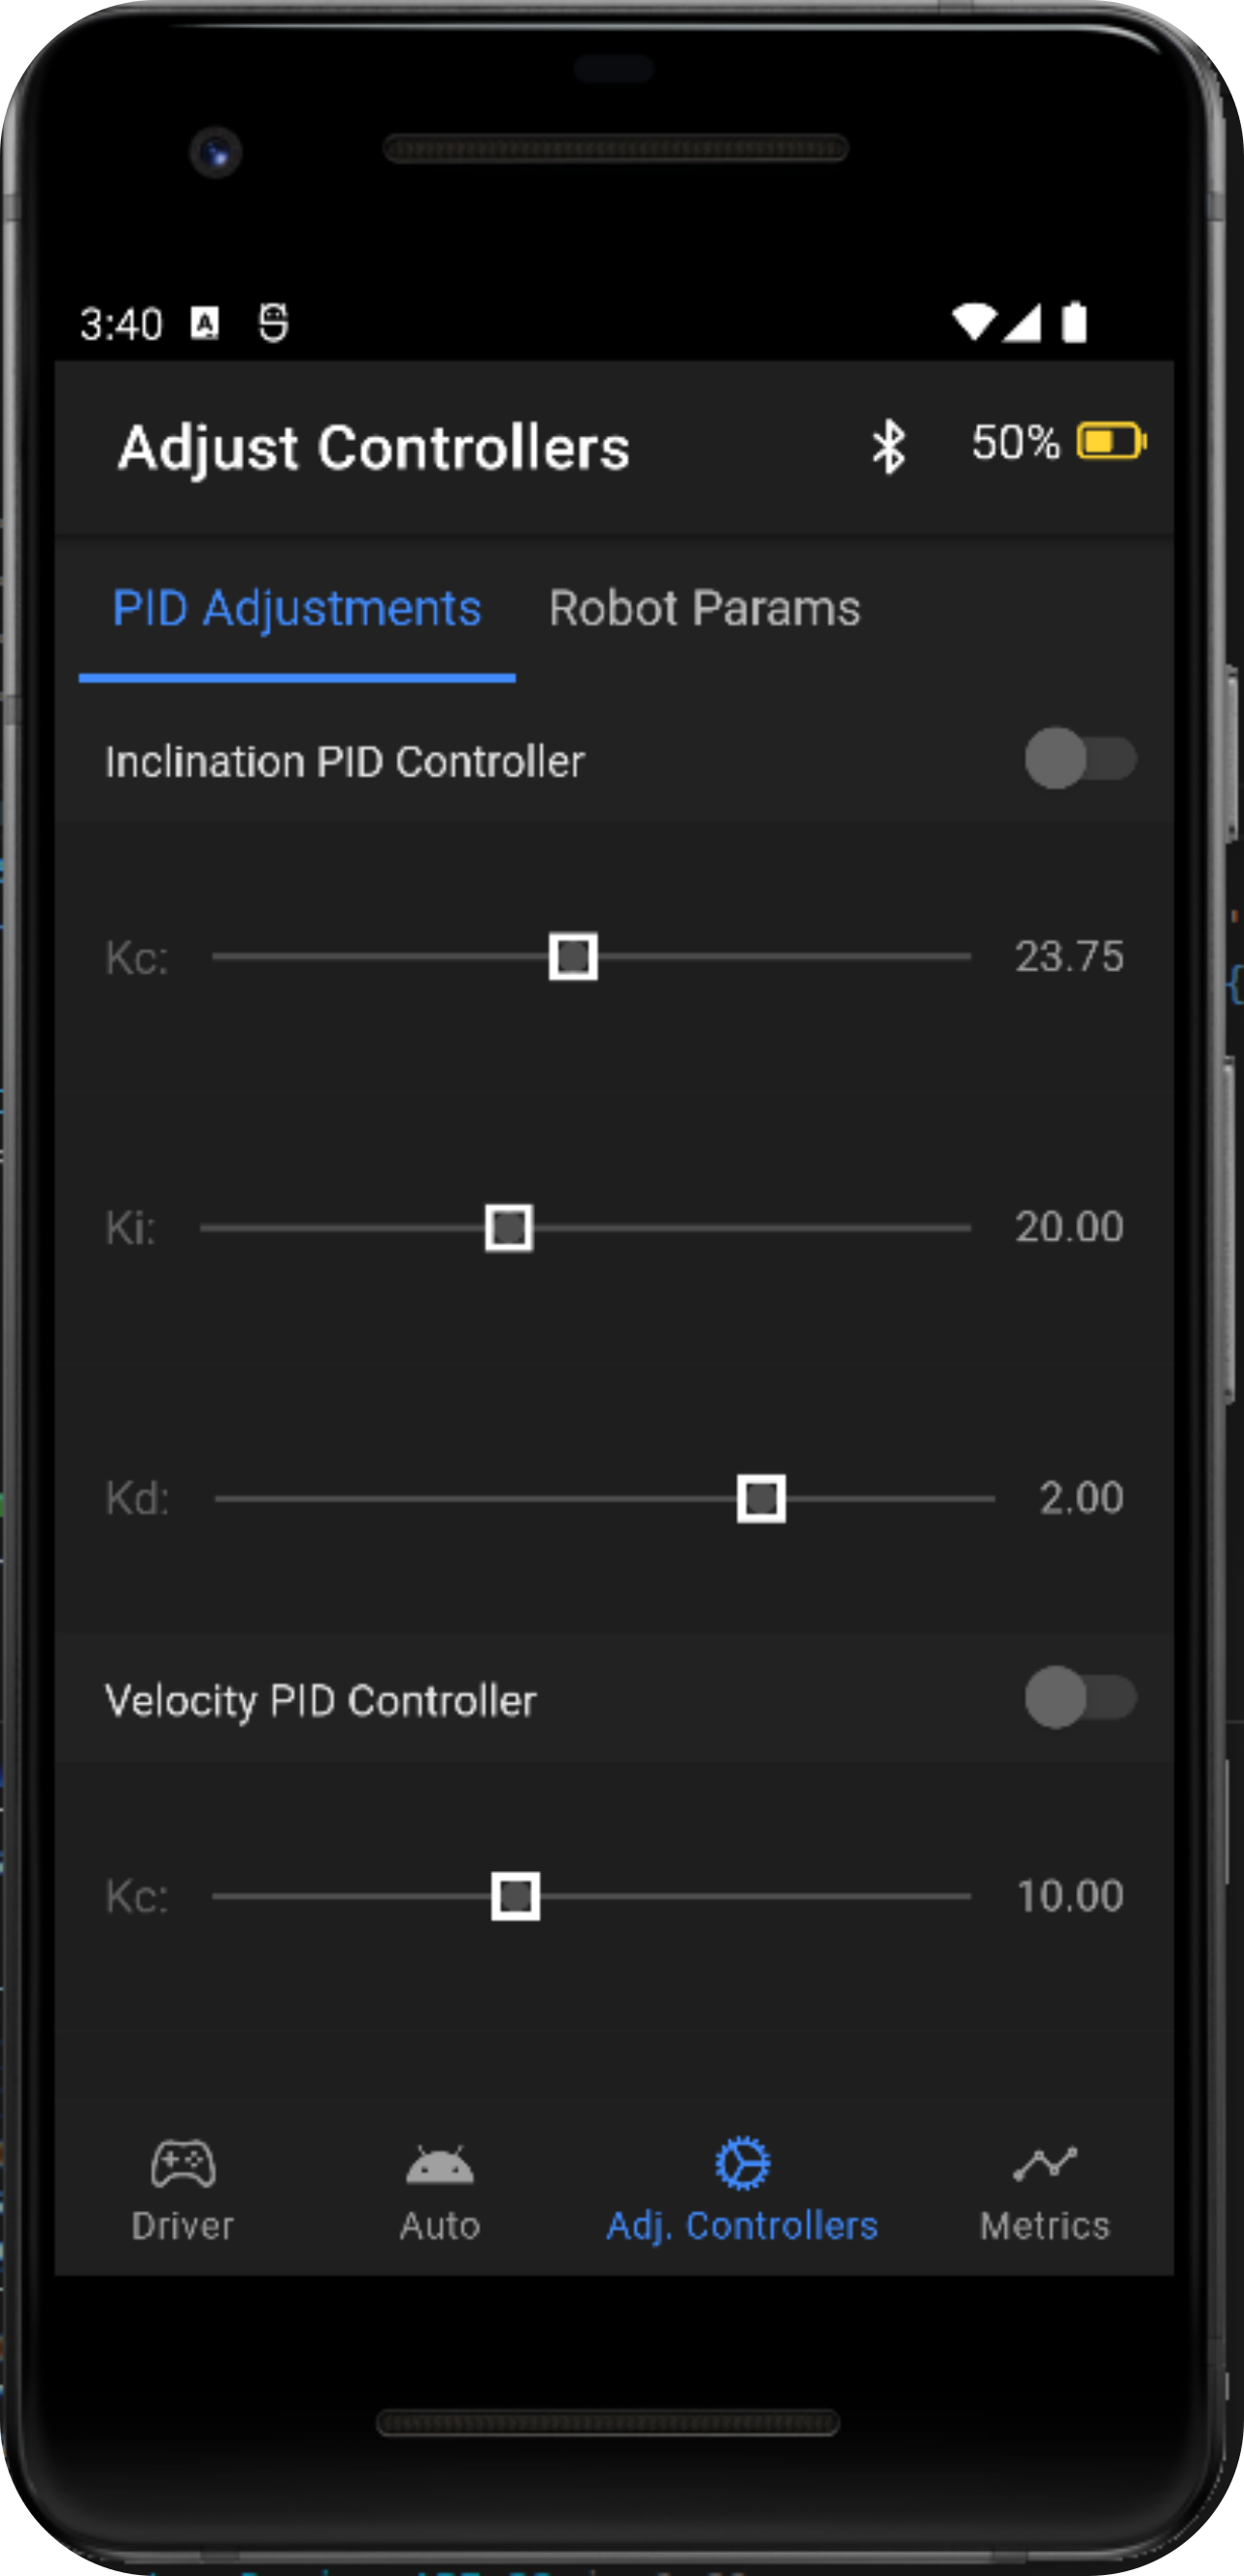 3:40
Adjust Controllers 50%
PID Adjustments Robot Params
Inclination PID Controller
Kc: 23.75
Ki: 20.00
Kd: 2.00
Velocity PID Controller
Kc: 10.00
Driver Auto Adj. Controllers Metrics